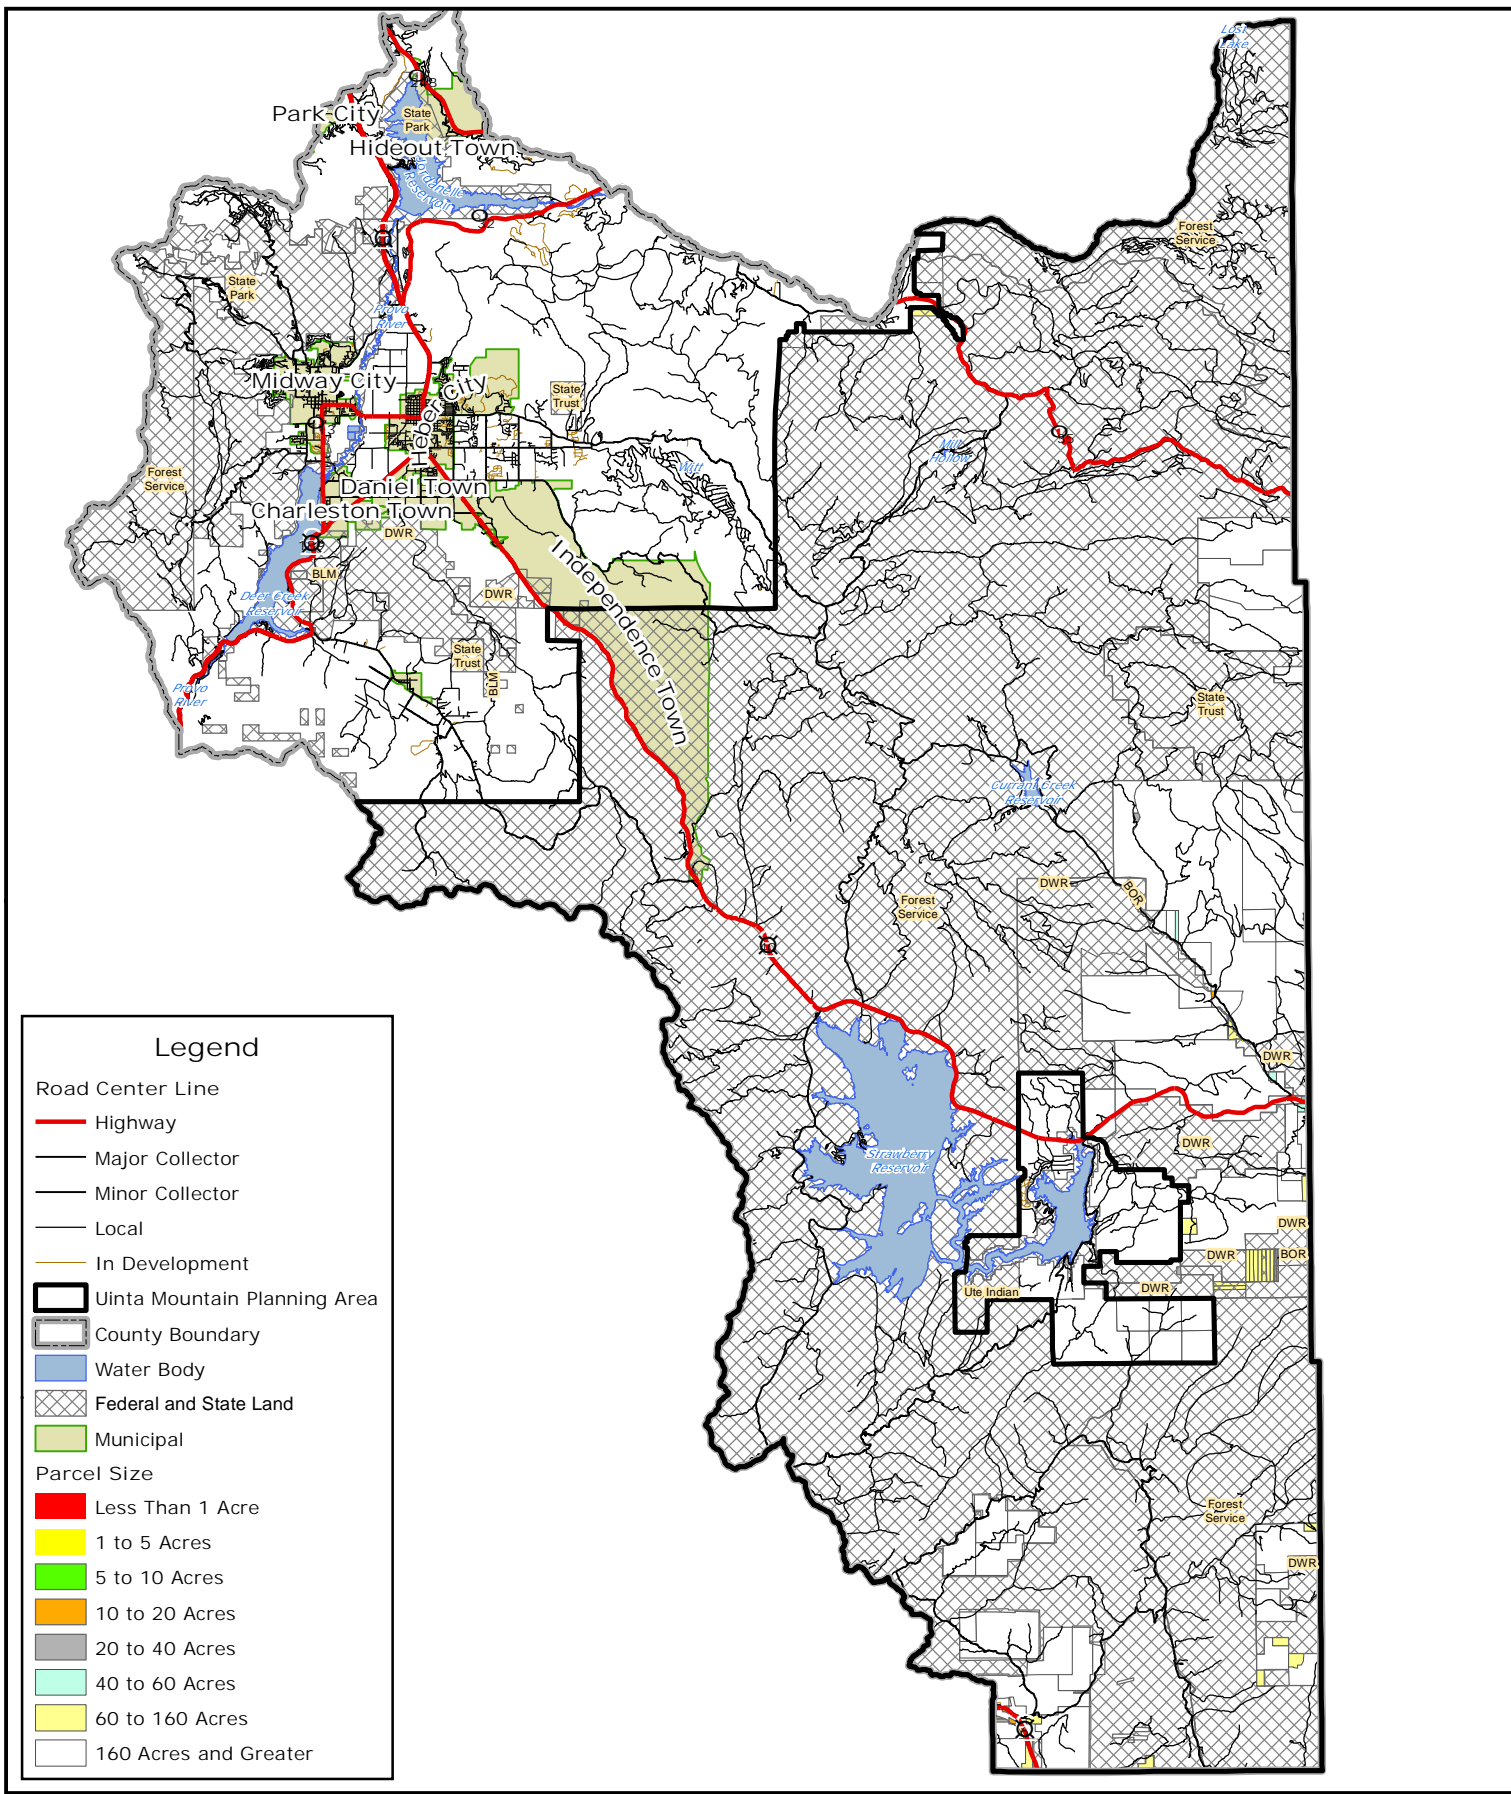 Lost
Lake
Park City
State
Park
Hideout Town
Jordanelle
Reservoir
32
Forest
Service
State
Park
Provo
River
Midway City
Heber City
State
Trust
Mill
Hollow
Witt
Forest
Service
Daniel Town
Charleston Town
DWR
Independence Town
BLM
DWR
Deer Creek
Reservoir
State
Trust
BLM
Provo
River
State
Trust
Currant Creek
Reservoir
DWR
BOR
Forest
Service
DWR
DWR
Strawberry
Reservoir
DWR
DWR
BOR
DWR
Ute Indian
Forest
Service
DWR
Legend
Road Center Line
Highway
Major Collector
Minor Collector
Local
In Development
Uinta Mountain Planning Area
County Boundary
Water Body
Federal and State Land
Municipal
Parcel Size
Less Than 1 Acre
1 to 5 Acres
5 to 10 Acres
10 to 20 Acres
20 to 40 Acres
40 to 60 Acres
60 to 160 Acres
160 Acres and Greater